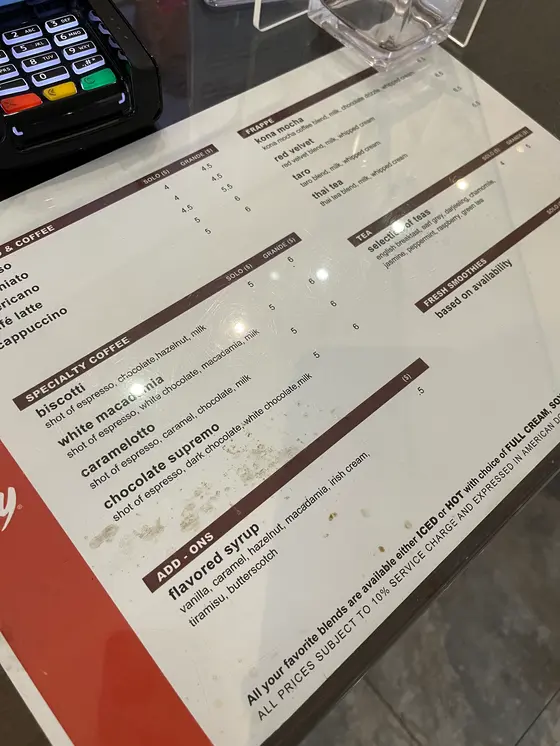 & COFFEE
SOLO ($) GRANDE ($)
4 4.5
4 4.5
4.5 5.5
5 6
5
cappuccino
SPECIALTY COFFEE
SOLO ($) GRANDE ($)
biscotti 5 6
shot of espresso, chocolate, hazelnut, milk
white macadamia 5 6
shot of espresso, white chocolate, macadamia, milk
caramelotto 5 6
shot of espresso, caramel, chocolate, milk
chocolate supremo 5 6
shot of espresso, dark chocolate, white chocolate, milk
ADD - ONS ($)
flavored syrup .5
vanilla, caramel, hazelnut, macadamia, irish cream,
tiramisu, butterscotch
FRAPPE
kona mocha
kona mocha coffee blend, milk, chocolate drizzle, whipped cream
red velvet
red velvet blend, milk, whipped cream
taro
taro blend, milk, whipped cream
thai tea
thai tea blend, milk, whipped cream
TEA SOLO ($) GRANDE ($)
selection of teas 4 5
english breakfast, earl grey, darjeeling, chamomile,
jasmine, peppermint, raspberry, green tea
FRESH SMOOTHIES
based on availability
All your favorite blends are available either ICED or HOT with choice of FULL CREAM,
ALL PRICES SUBJECT TO 10% SERVICE CHARGE AND EXPRESSED IN AMERICAN